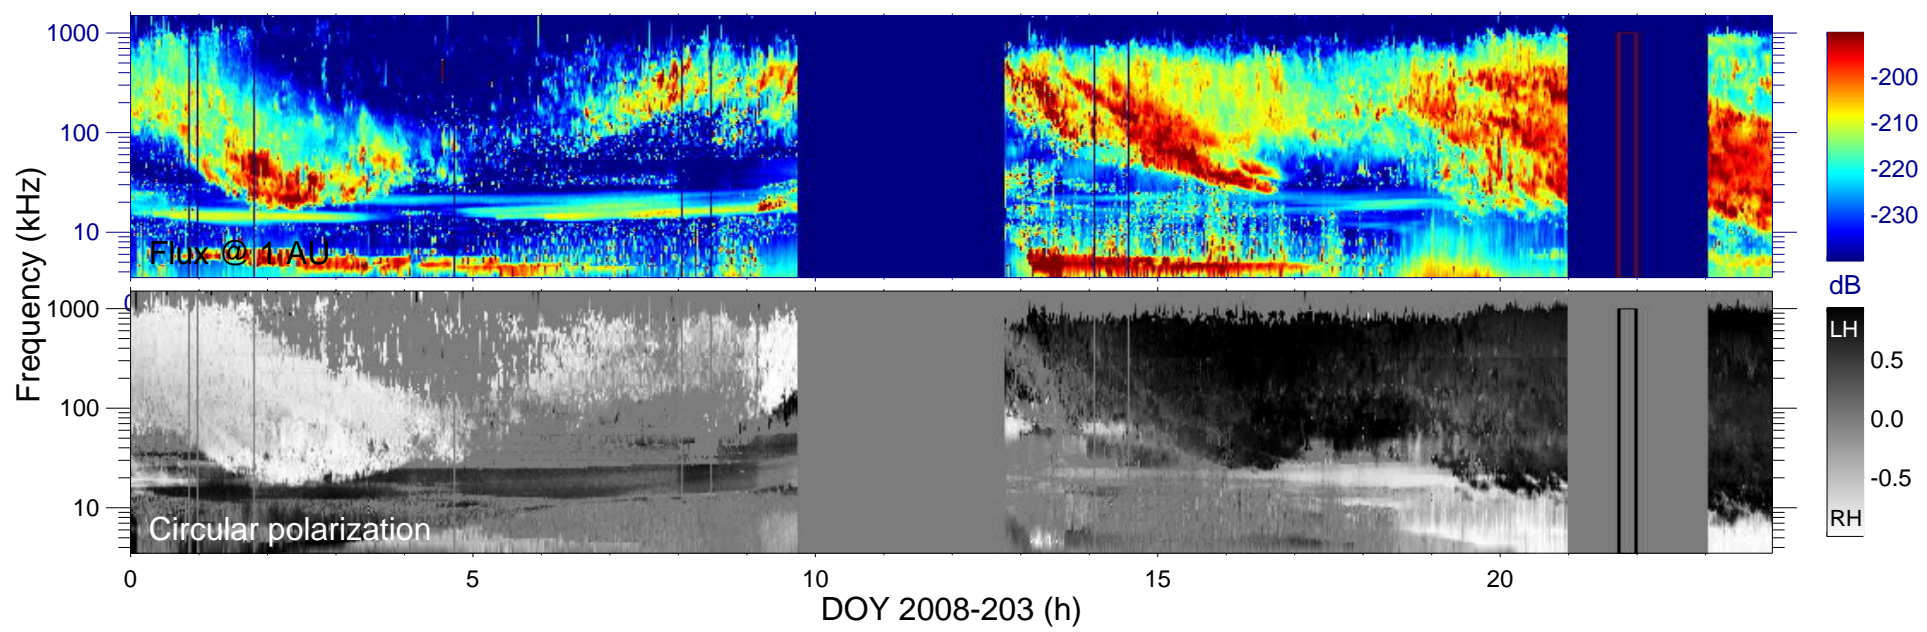 1000
100
10
Flux @ 1 AU
-200
-210
-220
-230
dB
0
Frequency (kHz)
1000
100
10
Circular polarization
LH
0.5
0.0
-0.5
RH
0
5
10
15
20
DOY 2008-203 (h)